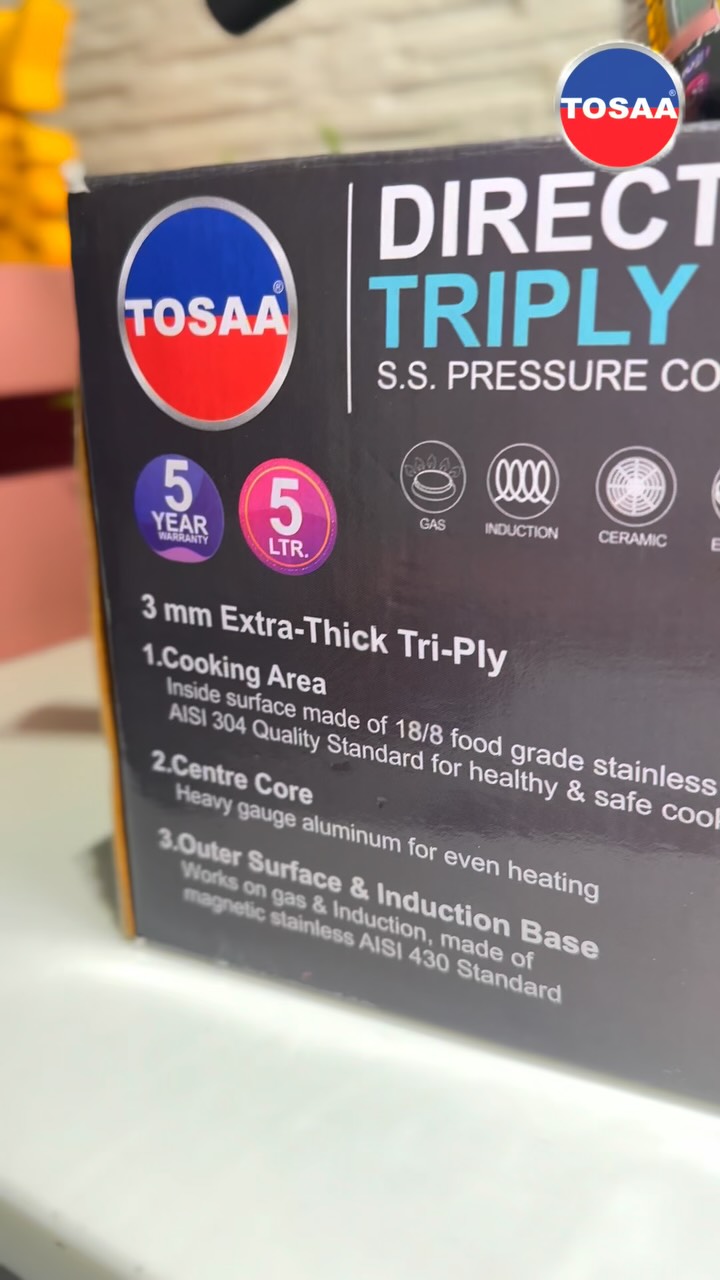 TOSAA
®
DIRECT
TRIPLY
S.S. PRESSURE CO
TOSAA
®
5
YEAR
WARRANTY
5
LTR.
GAS
INDUCTION
CERAMIC
3 mm Extra-Thick Tri-Ply
1.Cooking Area
Inside surface made of 18/8 food grade stainless
AISI 304 Quality Standard for healthy & safe cook
2.Centre Core
Heavy gauge aluminum for even heating
3.Outer Surface & Induction Base
Works on gas & Induction, made of
magnetic stainless AISI 430 Standard